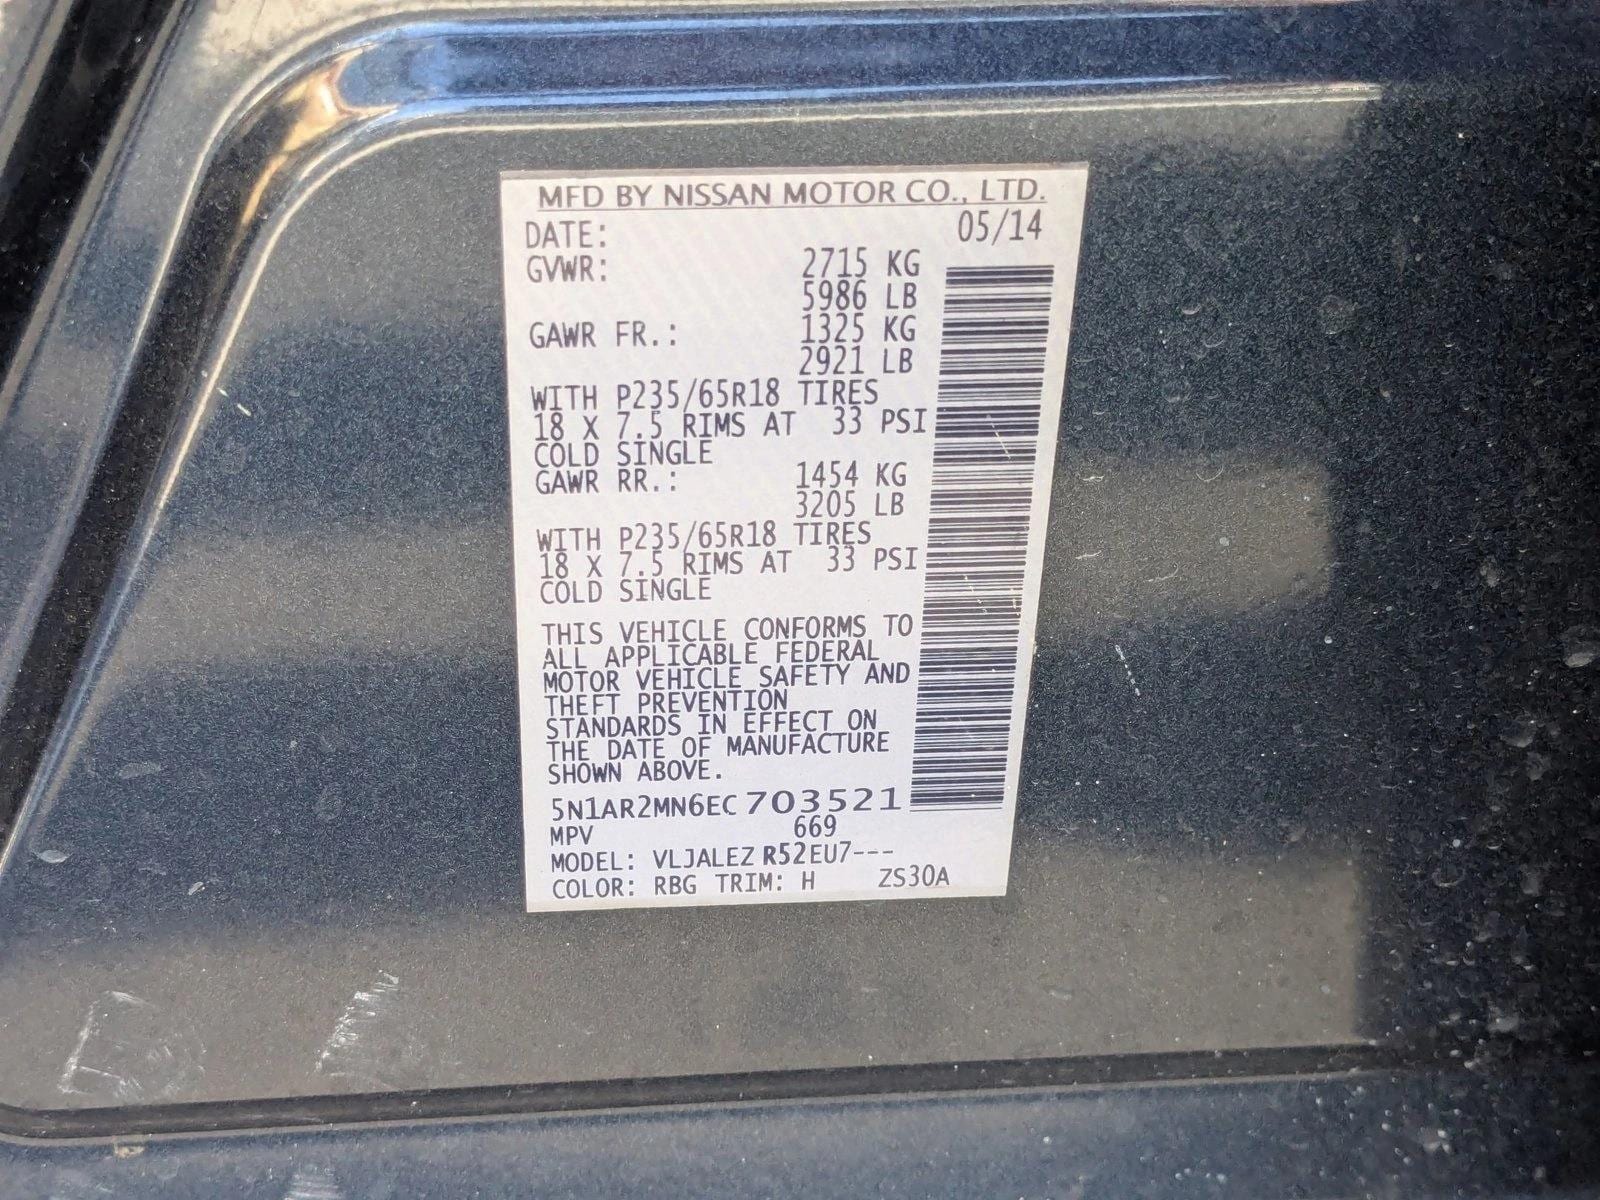 MFD BY NISSAN MOTOR CO., LTD.
DATE: 05/14
GVWR: 2715 KG
5986 LB
GAWR FR.: 1325 KG
2921 LB
WITH P235/65R18 TIRES
18 X 7.5 RIMS AT 33 PSI
COLD SINGLE
GAWR RR.: 1454 KG
3205 LB
WITH P235/65R18 TIRES
18 X 7.5 RIMS AT 33 PSI
COLD SINGLE
THIS VEHICLE CONFORMS TO
ALL APPLICABLE FEDERAL
MOTOR VEHICLE SAFETY AND
THEFT PREVENTION
STANDARDS IN EFFECT ON
THE DATE OF MANUFACTURE
SHOWN ABOVE.
5N1AR2MN6EC703521
MPV 669
MODEL: VLJALEZ R52EU7---
COLOR: RBG TRIM: H ZS30A